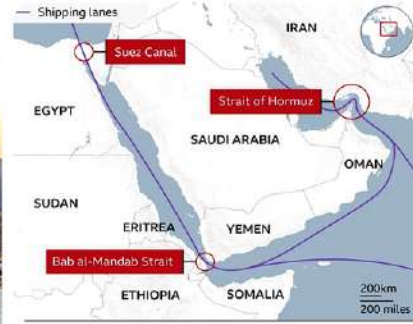 — Shipping lanes
Suez Canal
IRAN
Strait of Hormuz
EGYPT
SAUDI ARABIA
OMAN
SUDAN
ERITREA
YEMEN
Bab al-Mandab Strait
ETHIOPIA
SOMALIA
200km
200 miles